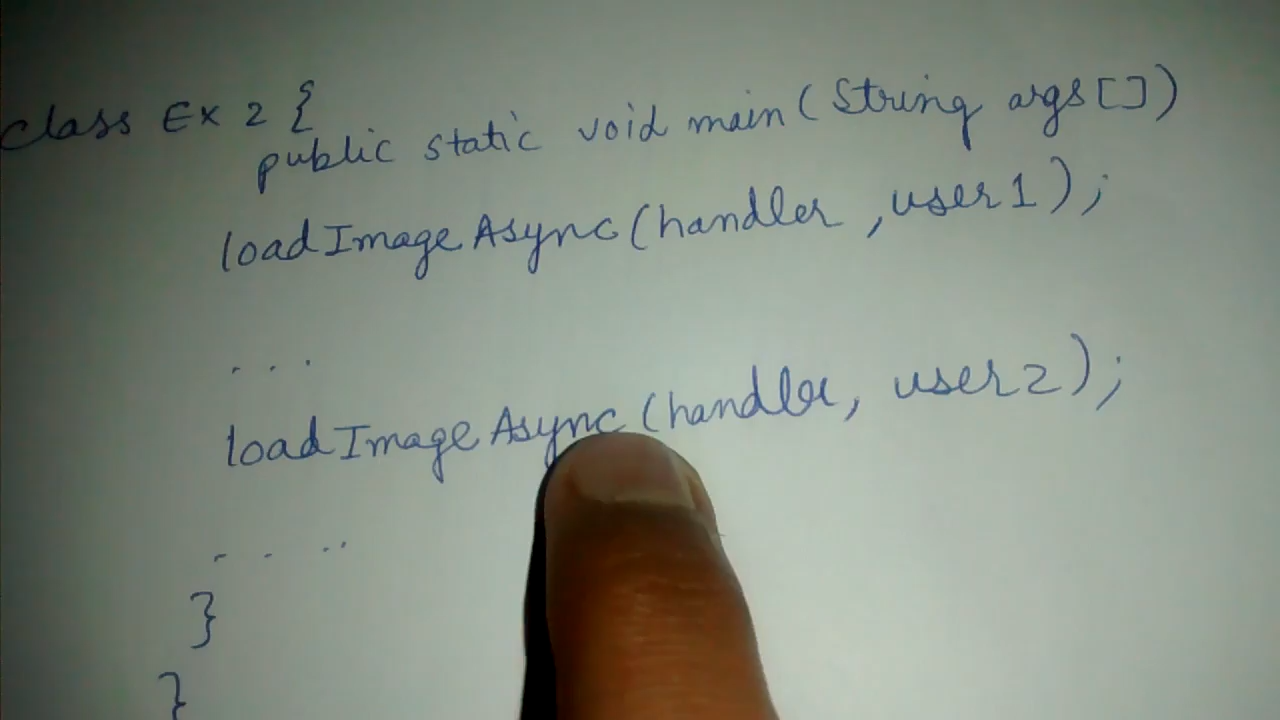 class Ex 2 {
public static void main(String args[])
loadImageAsync(handler ,user1);
...
loadImageAsync(handler, user2);
....
}
}